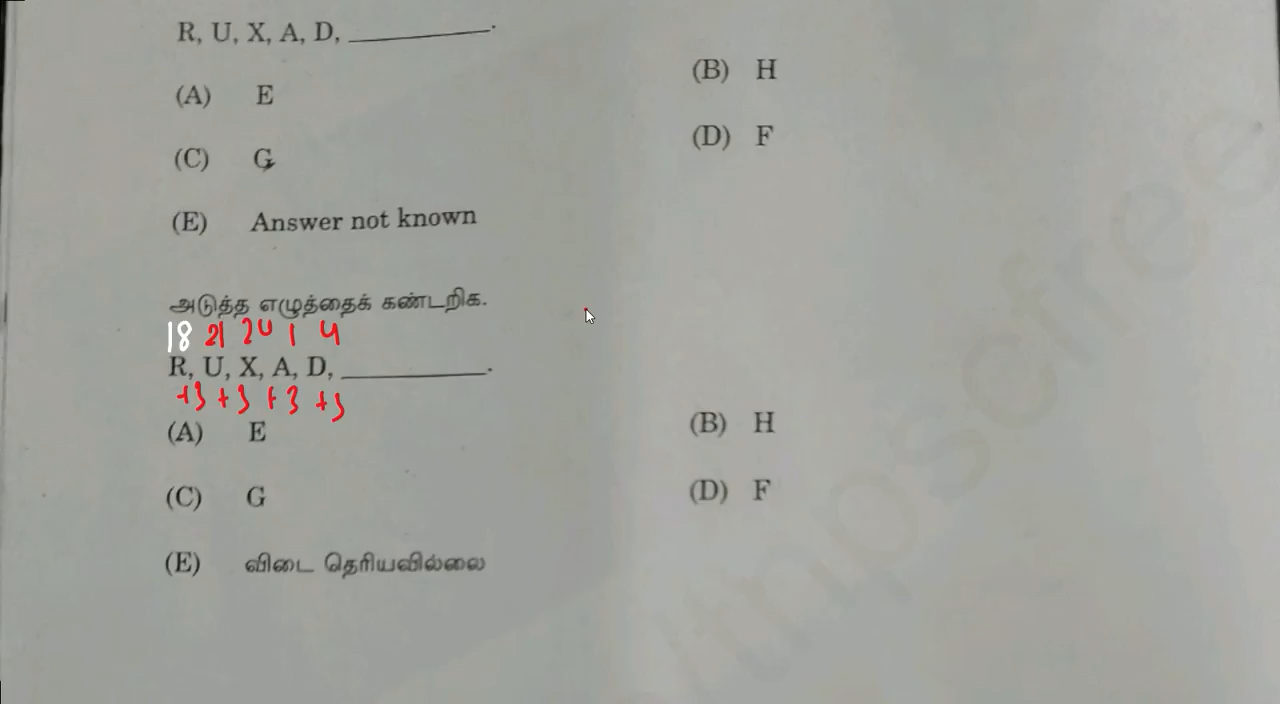 R, U, X, A, D, ________.
(A) E
(B) H
(C) G
(D) F
(E) Answer not known
அடுத்த எழுத்தைக் கண்டறிக.
18 21 24 1 4
R, U, X, A, D, ________.
+3 +3 +3 +3
(A) E
(B) H
(C) G
(D) F
(E) விடை தெரியவில்லை